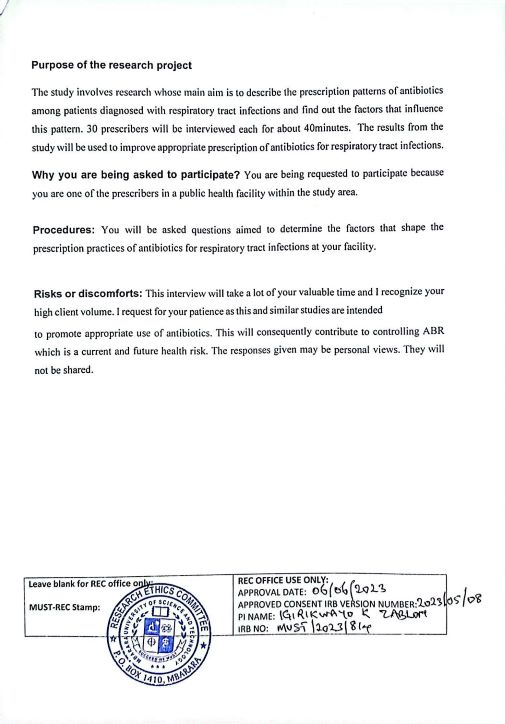 Purpose of the research project
The study involves research whose main aim is to describe the prescription patterns of antibiotics
among patients diagnosed with respiratory tract infections and find out the factors that influence
this pattern. 30 prescribers will be interviewed each for about 40minutes. The results from the
study will be used to improve appropriate prescription of antibiotics for respiratory tract infections.
Why you are being asked to participate? You are being requested to participate because
you are one of the prescribers in a public health facility within the study area.
Procedures: You will be asked questions aimed to determine the factors that shape the
prescription practices of antibiotics for respiratory tract infections at your facility.
Risks or discomforts: This interview will take a lot of your valuable time and I recognize your
high client volume. I request for your patience as this and similar studies are intended
to promote appropriate use of antibiotics. This will consequently contribute to controlling ABR
which is a current and future health risk. The responses given may be personal views. They will
not be shared.
Leave blank for REC office only:
MUST-REC Stamp:
RESEARCH ETHICS COMMITTEE
MBARARA UNIVERSITY OF SCIENCE AND TECHNOLOGY
P. O. BOX 1410, MBARARA
REC OFFICE USE ONLY:
APPROVAL DATE: 06/06/2023
APPROVED CONSENT IRB VERSION NUMBER: 2023/05/08
PI NAME: IGIRIKWAYO K ZABLON
IRB NO: MUST/2023/814